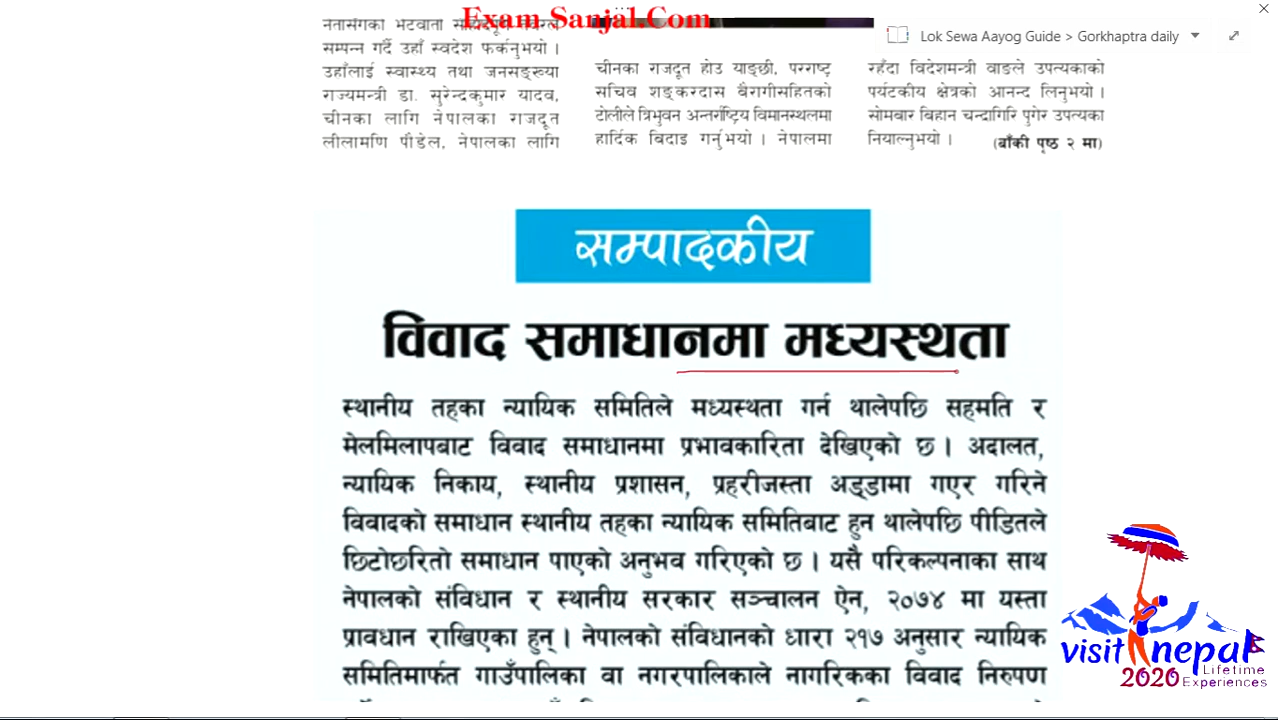 Exam Sanjal.Com
Lok Sewa Aayog Guide > Gorkhaptra daily
सम्पन्न गर्दै उहाँ स्वदेश फर्कनुभयो ।
उहाँलाई स्वास्थ्य तथा जनसङ्ख्या
राज्यमन्त्री डा. सुरेन्द्रकुमार यादव,
चीनका लागि नेपालका राजदूत
लीलामणि पौडेल, नेपालका लागि
चीनका राजदूत होउ याङ्छी, परराष्ट्र
सचिव शङ्करदास बैरागीसहितको
टोलीले त्रिभुवन अन्तर्राष्ट्रिय विमानस्थलमा
हार्दिक बिदाइ गर्नुभयो । नेपालमा
रहँदा विदेशमन्त्री वाङले उपत्यकाको
पर्यटकीय क्षेत्रको आनन्द लिनुभयो ।
सोमबार बिहान चन्द्रागिरि पुगेर उपत्यका
नियाल्नुभयो ।
(बाँकी पृष्ठ २ मा)
सम्पादकीय
विवाद समाधानमा मध्यस्थता
स्थानीय तहका न्यायिक समितिले मध्यस्थता गर्न थालेपछि सहमति र
मेलमिलापबाट विवाद समाधानमा प्रभावकारिता देखिएको छ । अदालत,
न्यायिक निकाय, स्थानीय प्रशासन, प्रहरीजस्ता अड्डामा गएर गरिने
विवादको समाधान स्थानीय तहका न्यायिक समितिबाट हुन थालेपछि पीडितले
छिटोछरितो समाधान पाएको अनुभव गरिएको छ । यसै परिकल्पनाका साथ
नेपालको संविधान र स्थानीय सरकार सञ्चालन ऐन, २०७४ मा यस्ता
प्रावधान राखिएका हुन् । नेपालको संविधानको धारा २१७ अनुसार न्यायिक
समितिमार्फत गाउँपालिका वा नगरपालिकाले नागरिकका विवाद निरुपण
visit nepal
2020 Lifetime
Experiences